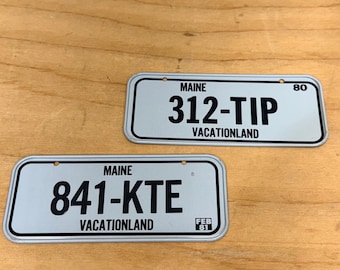 MAINE 80
312-TIP
VACATIONLAND
MAINE
841-KTE
VACATIONLAND
FEB
81